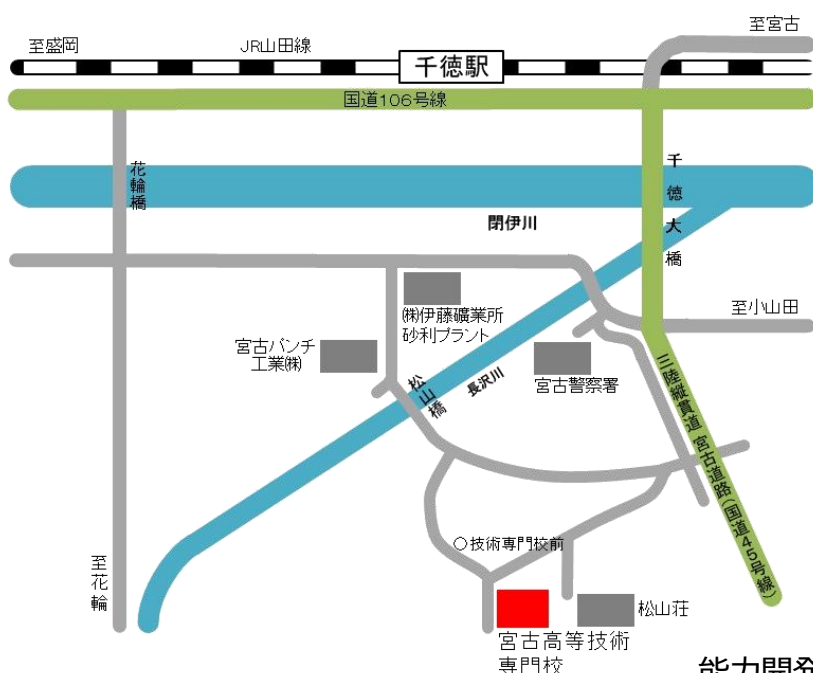 至盛岡
JR山田線
千徳駅
至宮古
国道106号線
花輪橋
千徳大橋
閉伊川
㈱伊藤礦業所
砂利プラント
至小山田
宮古パンチ
工業㈱
松山橋
長沢川
宮古警察署
三陸縦貫道 宮古道路(国道45号線)
○技術専門校前
至花輪
松山荘
宮古高等技術
専門校
能力開発